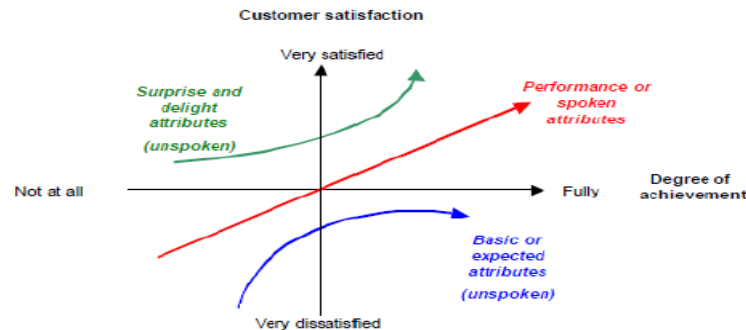 Customer satisfaction
Very satisfied
Surprise and
delight
attributes
(unspoken)
Performance or
spoken
attributes
Not at all
Fully
Degree of
achievement
Basic or
expected
attributes
(unspoken)
Very dissatisfied